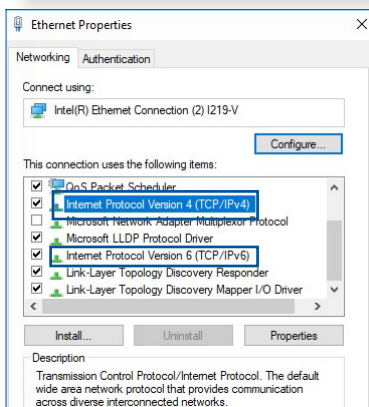 Ethernet Properties
Networking Authentication
Connect using:
Intel(R) Ethernet Connection (2) I219-V
Configure...
This connection uses the following items:
QoS Packet Scheduler
Internet Protocol Version 4 (TCP/IPv4)
Microsoft Network Adapter Multiplexor Protocol
Microsoft LLDP Protocol Driver
Internet Protocol Version 6 (TCP/IPv6)
Link-Layer Topology Discovery Responder
Link-Layer Topology Discovery Mapper I/O Driver
Install... Uninstall Properties
Description
Transmission Control Protocol/Internet Protocol. The default
wide area network protocol that provides communication
across diverse interconnected networks.